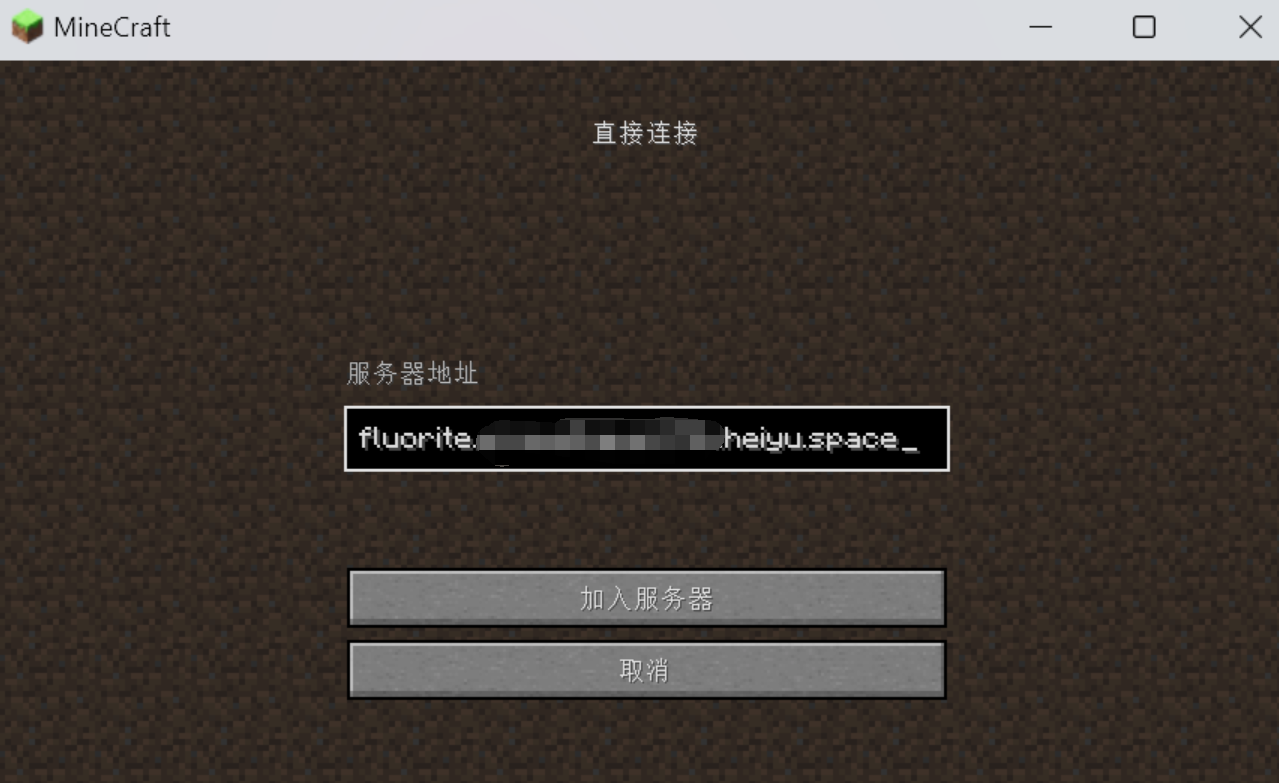 MineCraft
直接连接
服务器地址
fluorite. .heiyu.space_
加入服务器
取消